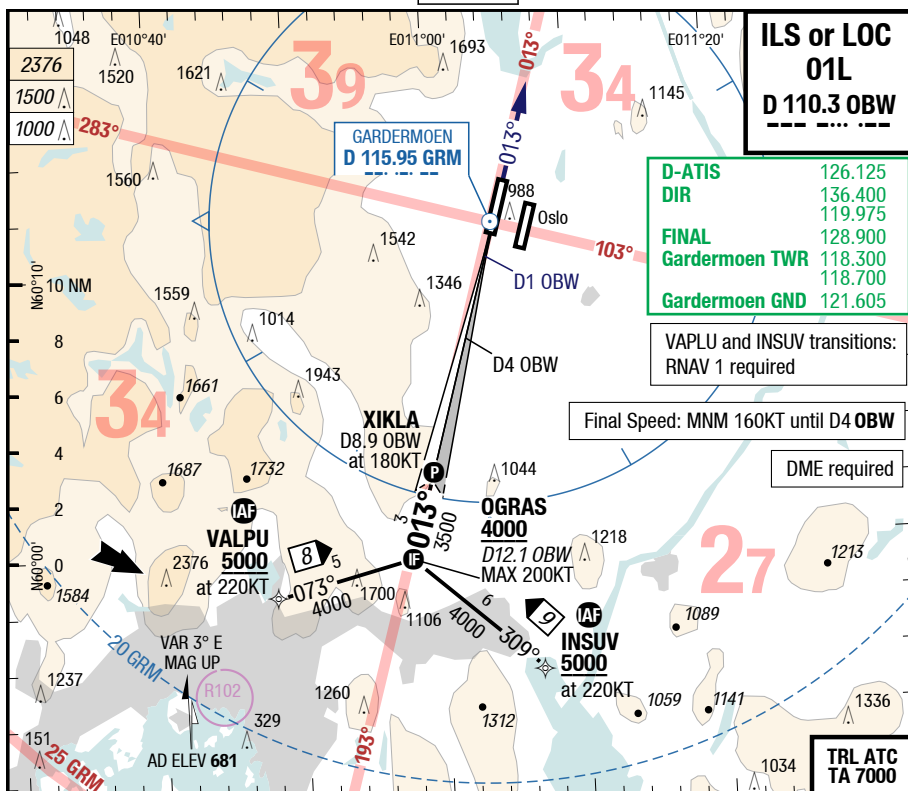 1048
E010°40'
E011°00'
1693
013°
E011°20'
ILS or LOC
01L
D 110.3 OBW
2376
1500
1000
1520
1621
39
34
1145
283°
GARDERMOEN
D 115.95 GRM
013°
1560
988
Oslo
D-ATIS 126.125
DIR 136.400
119.975
FINAL 128.900
Gardermoen TWR 118.300
118.700
Gardermoen GND 121.605
103°
1542
N60°10'
10 NM
D1 OBW
1346
1559
1014
8
D4 OBW
VAPLU and INSUV transitions:
RNAV 1 required
1943
1661
6
34
XIKLA
D8.9 OBW
at 180KT
Final Speed: MNM 160KT until D4 OBW
4
1687
1732
P
1044
DME required
IAF
VALPU
5000
at 220KT
2
3
013°
3500
OGRAS
4000
D12.1 OBW
MAX 200KT
1218
27
1213
N60°00'
0
2376
8
5
IF
1584
073°
4000
1700
1106
6
4000
309°
9
IAF
INSUV
5000
at 220KT
1089
20 GRM
VAR 3° E
MAG UP
R102
1237
1260
329
193°
1312
1059
1141
1336
151
25 GRM
AD ELEV 681
1034
TRL ATC
TA 7000